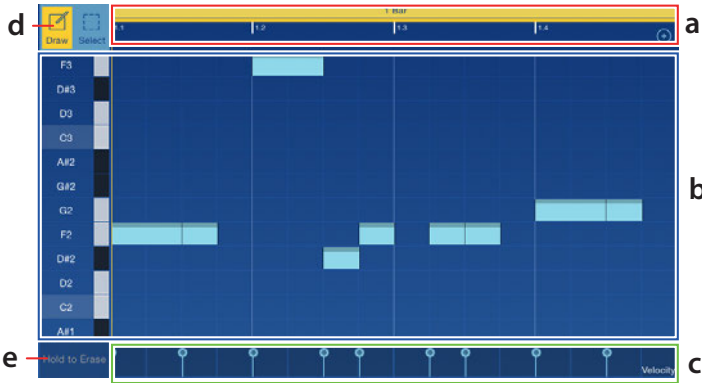 d
Draw
Select
1 Bar
1.1
1.2
1.3
1.4
a
F3
D#3
D3
C3
A#2
G#2
G2
F2
D#2
D2
C2
A#1
b
e
Hold to Erase
Velocity
c